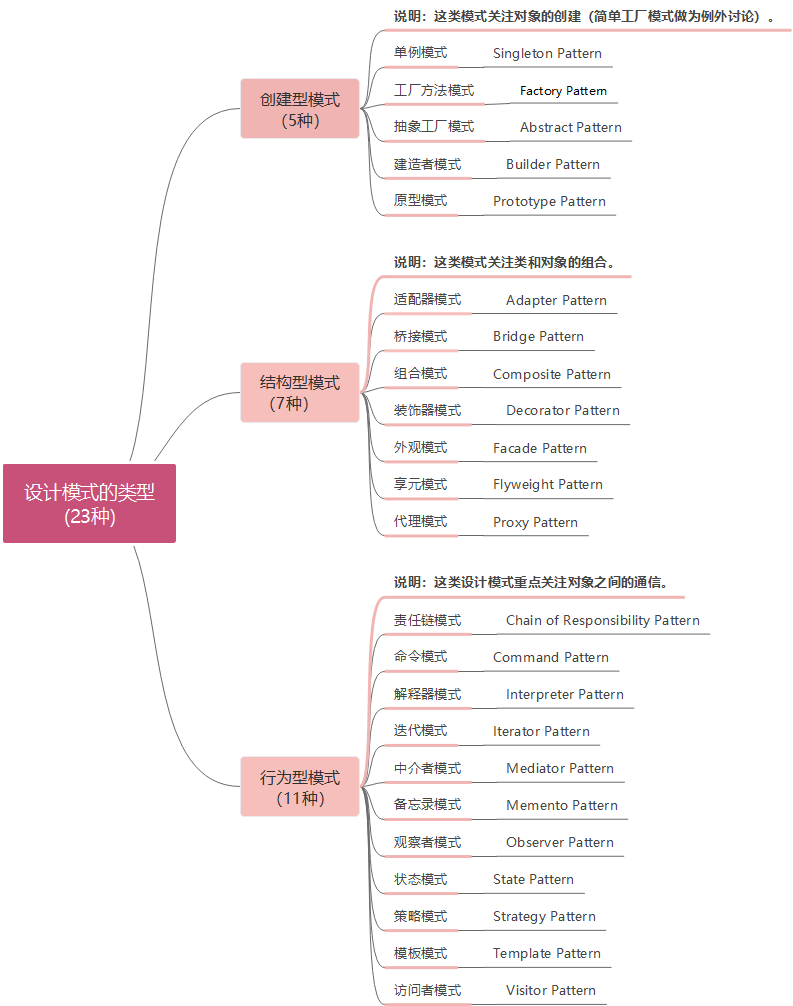 设计模式的类型
(23种)
创建型模式
（5种）
说明：这类模式关注对象的创建（简单工厂模式做为例外讨论）。
单例模式 Singleton Pattern
工厂方法模式 Factory Pattern
抽象工厂模式 Abstract Pattern
建造者模式 Builder Pattern
原型模式 Prototype Pattern
结构型模式
（7种）
说明：这类模式关注类和对象的组合。
适配器模式 Adapter Pattern
桥接模式 Bridge Pattern
组合模式 Composite Pattern
装饰器模式 Decorator Pattern
外观模式 Facade Pattern
享元模式 Flyweight Pattern
代理模式 Proxy Pattern
行为型模式
（11种）
说明：这类设计模式重点关注对象之间的通信。
责任链模式 Chain of Responsibility Pattern
命令模式 Command Pattern
解释器模式 Interpreter Pattern
迭代模式 Iterator Pattern
中介者模式 Mediator Pattern
备忘录模式 Memento Pattern
观察者模式 Observer Pattern
状态模式 State Pattern
策略模式 Strategy Pattern
模板模式 Template Pattern
访问者模式 Visitor Pattern